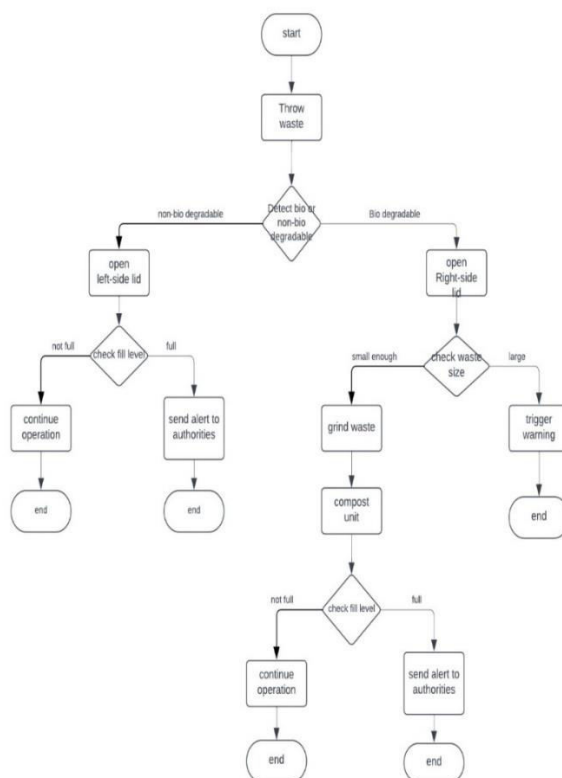 start
Throw
waste
Detect bio or
non-bio
degradable
non-bio degradable
Bio degradable
open
left-side lid
open
Right-side
lid
check fill level
not full
full
check waste
size
small enough
large
continue
operation
send alert to
authorities
grind waste
trigger
warning
end
end
compost
unit
end
check fill level
not full
full
continue
operation
send alert to
authorities
end
end